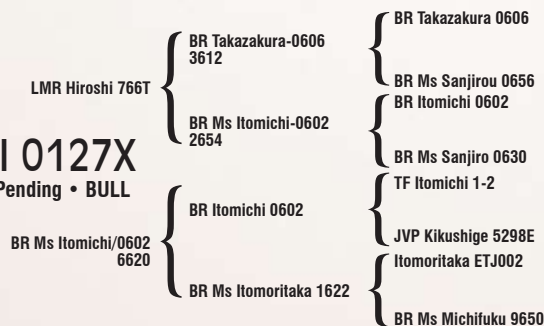 BR Takazakura 0606
BR Takazakura-0606
3612
BR Ms Sanjirou 0656
LMR Hiroshi 766T
BR Itomichi 0602
BR Ms Itomichi-0602
2654
BR Ms Sanjiro 0630
I 0127X
Pending • BULL
TF Itomichi 1-2
BR Itomichi 0602
JVP Kikushige 5298E
BR Ms Itomichi/0602
6620
Itomoritaka ETJ002
BR Ms Itomoritaka 1622
BR Ms Michifuku 9650